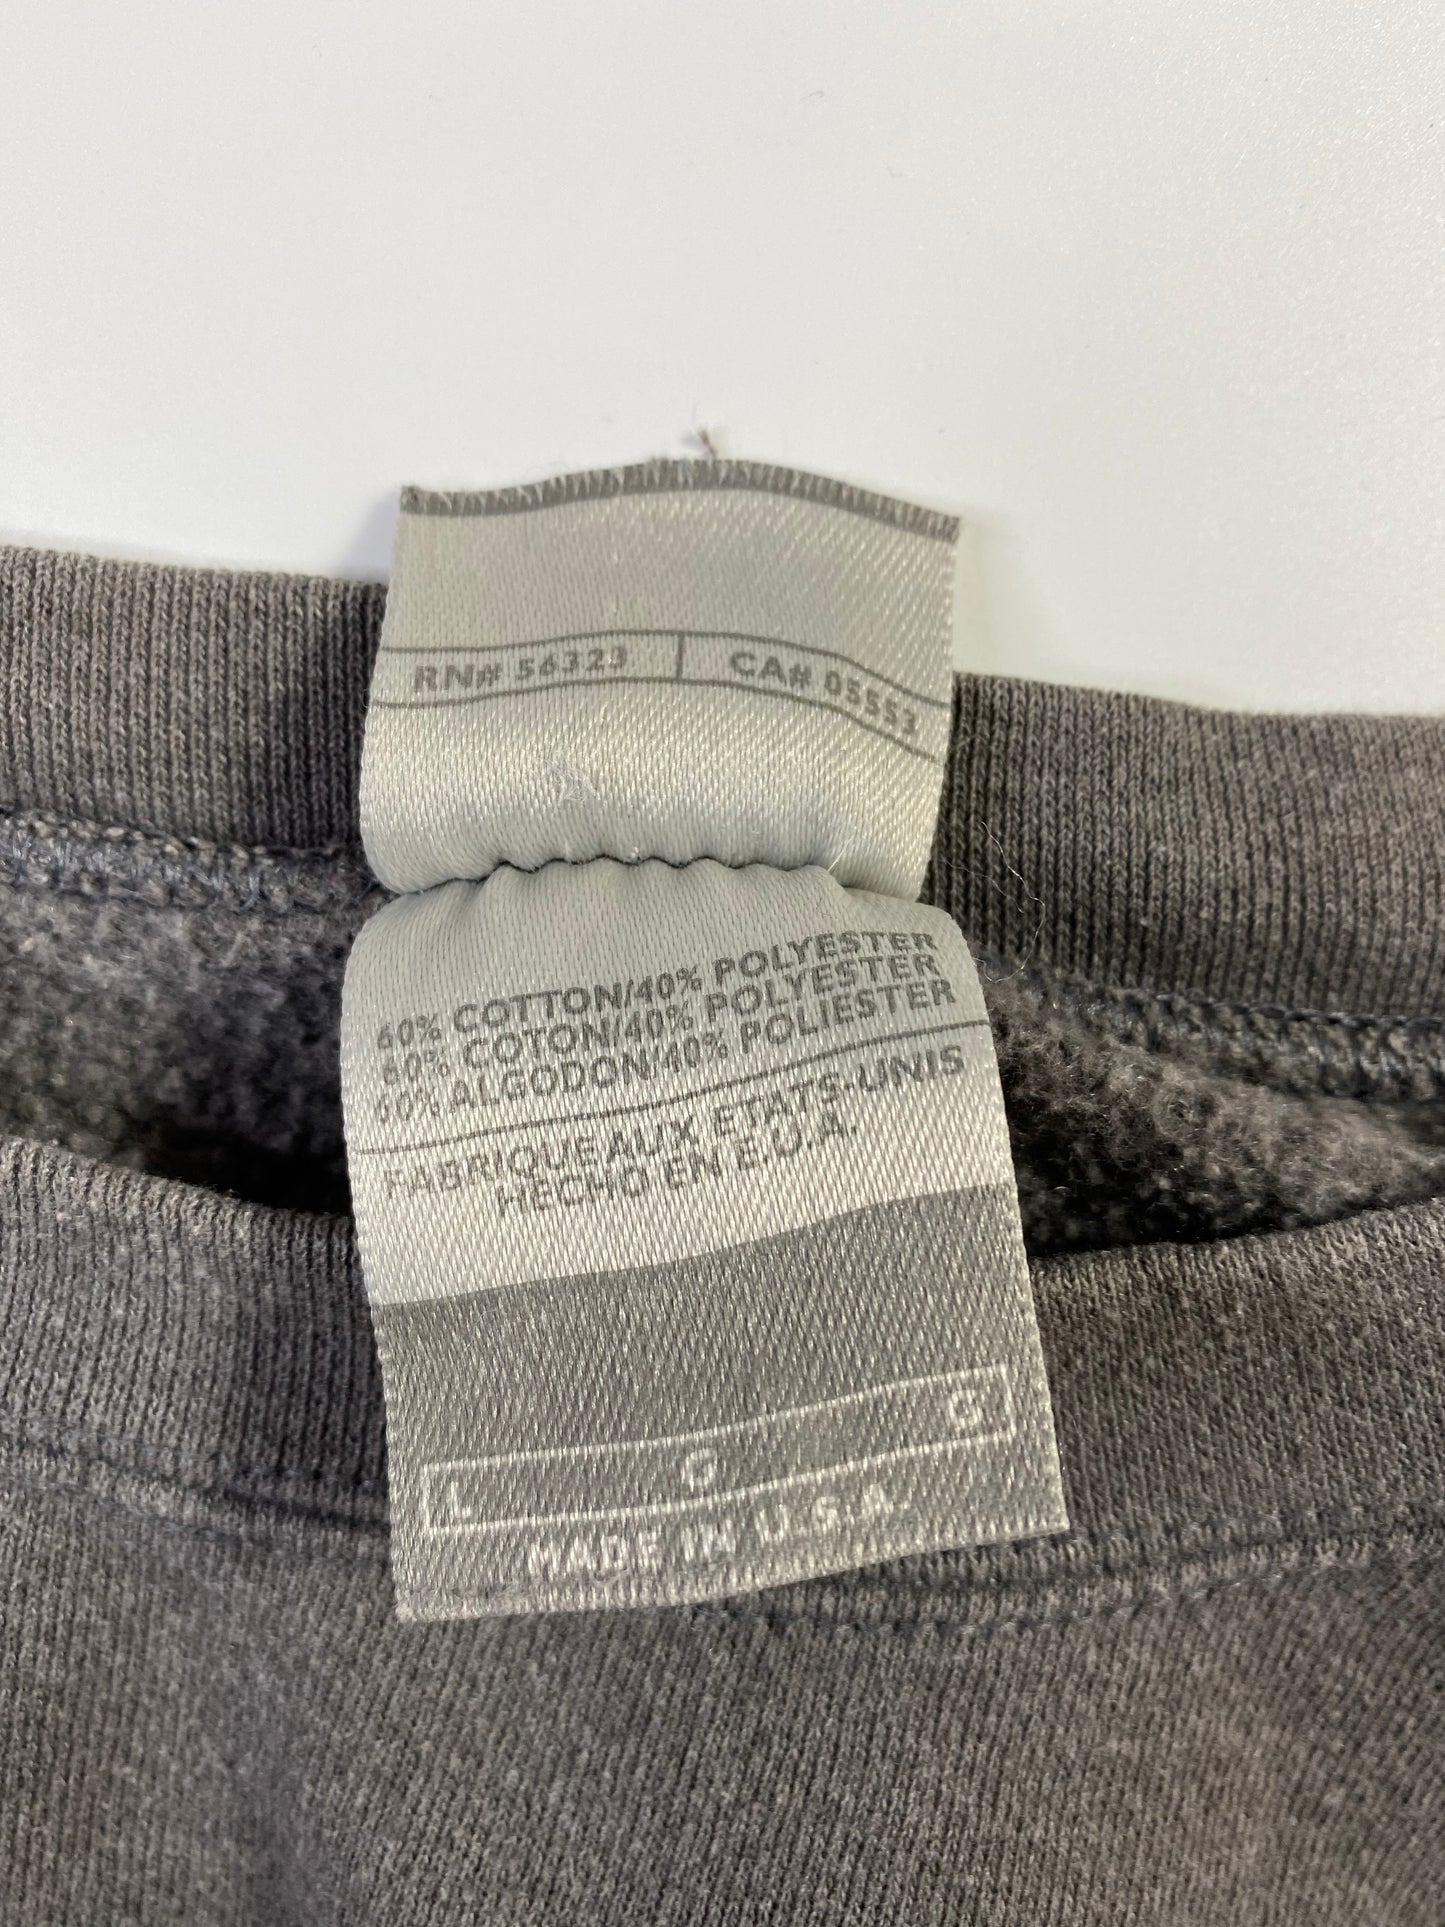 RN# 56323 CA# 05553
60% COTTON/40% POLYESTER
60% COTON/40% POLYESTER
60% ALGODON/40% POLIESTER
FABRIQUE AUX ETATS-UNIS
HECHO EN E.U.A.
L G G
MADE IN U.S.A.